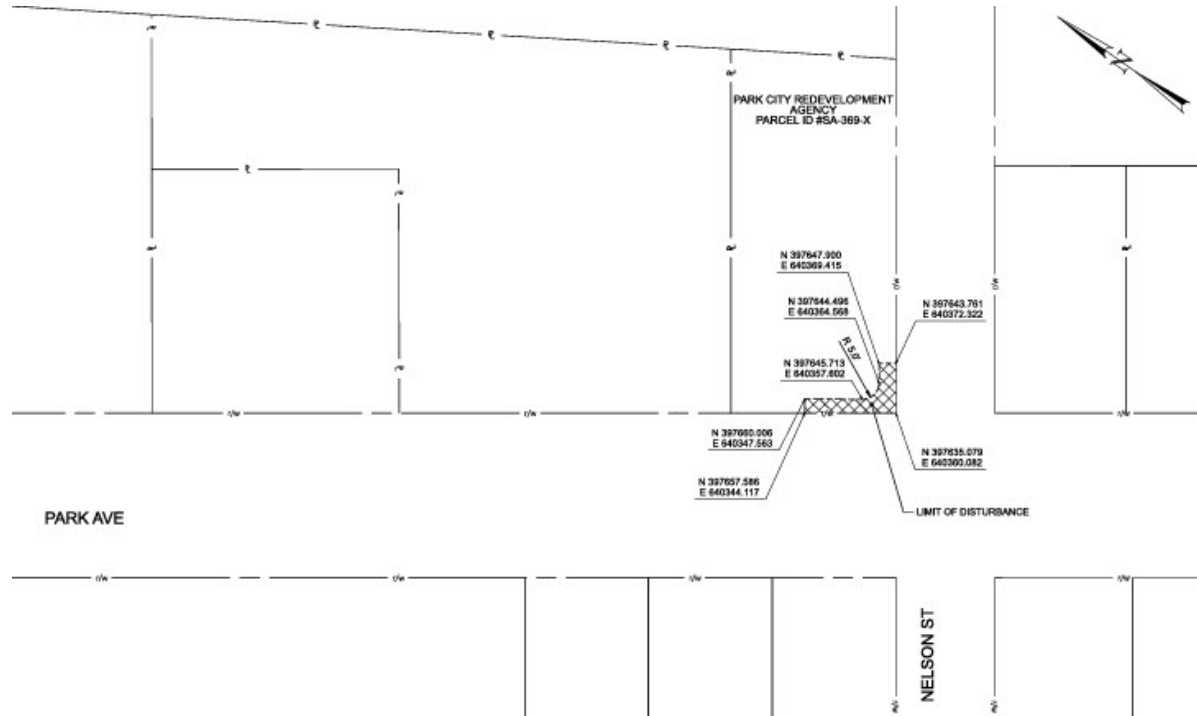 N
PARK CITY REDEVELOPMENT
AGENCY
PARCEL ID #SA-369-X
N 397647.900
E 640369.415
N 397644.496
E 640364.568
N 397643.761
E 640372.322
R 5.0'
N 397645.713
E 640357.602
N 397660.006
E 640347.563
N 397635.079
E 640360.082
N 397657.586
E 640344.117
LIMIT OF DISTURBANCE
PARK AVE
NELSON ST
r/w
r/w
r/w
r/w
r/w
r/w
r/w
r/w
r/w
r/w
r/w
r/w